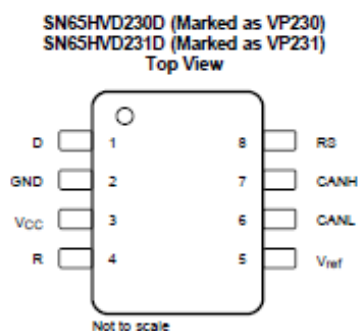 SN65HVD230D (Marked as VP230)
SN65HVD231D (Marked as VP231)
Top View
D 1 8 RS
GND 2 7 CANH
VCC 3 6 CANL
R 4 5 Vref
Not to scale